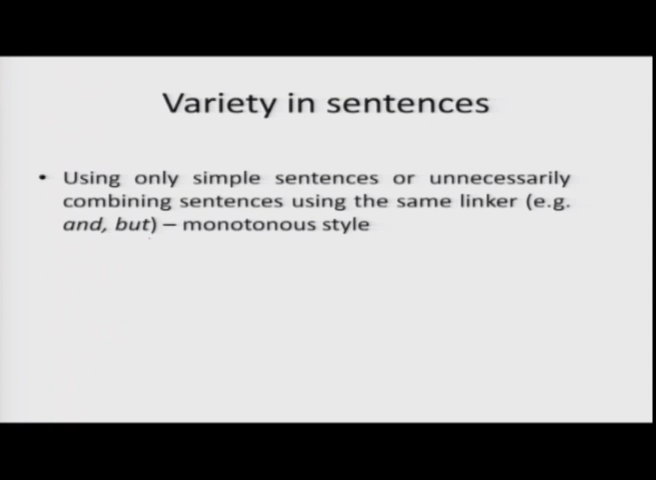 Variety in sentences
• Using only simple sentences or unnecessarily
combining sentences using the same linker (e.g.
and, but) – monotonous style